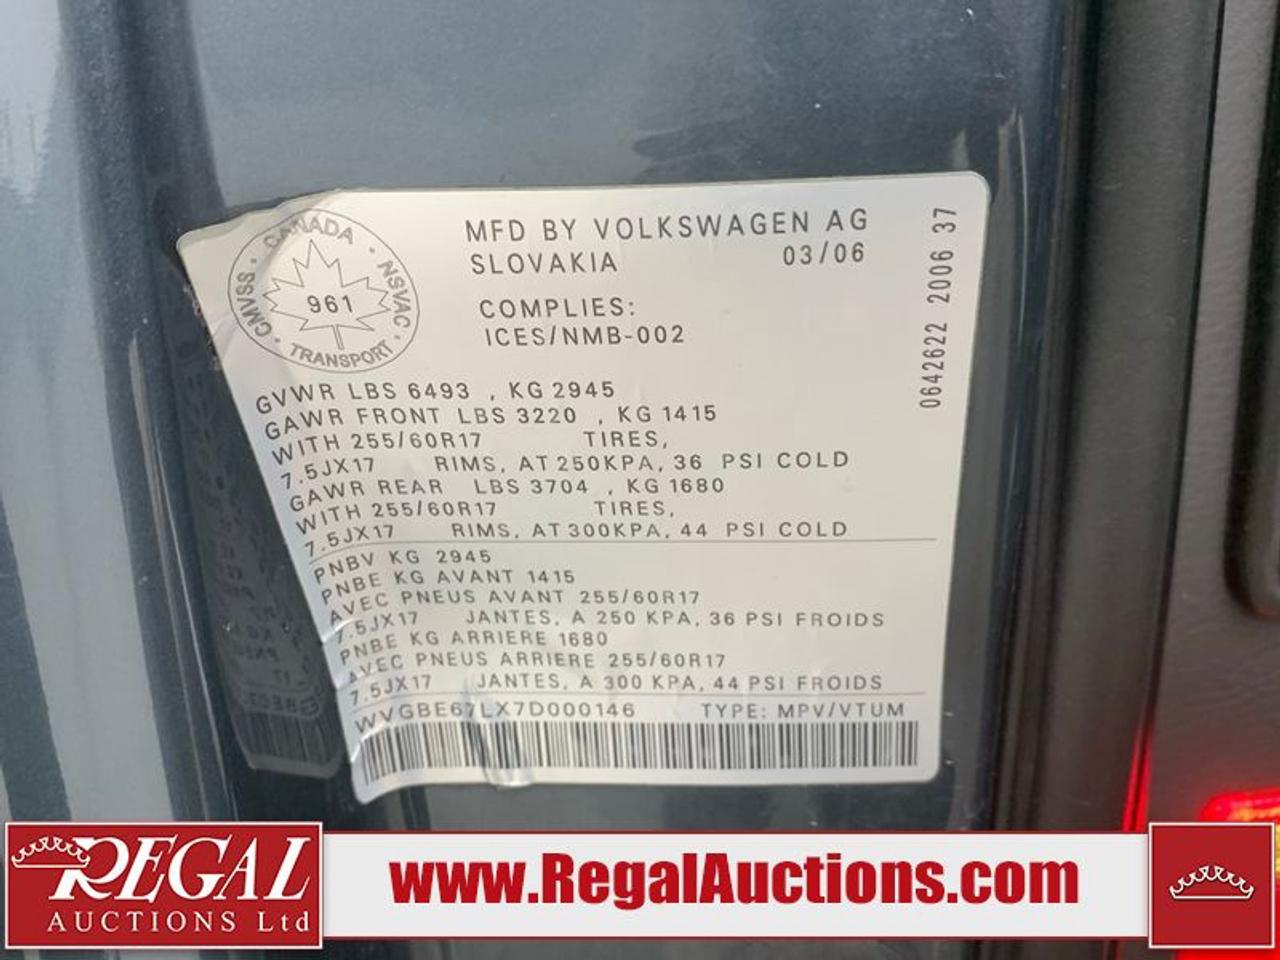 CANADA
CMVSS · NSVAC
961
TRANSPORT
MFD BY VOLKSWAGEN AG
SLOVAKIA 03/06
COMPLIES:
ICES/NMB-002
0642622 2006 37
GVWR LBS 6493 , KG 2945
GAWR FRONT LBS 3220 , KG 1415
WITH 255/60R17 TIRES,
7.5JX17 RIMS, AT 250KPA, 36 PSI COLD
GAWR REAR LBS 3704 , KG 1680
WITH 255/60R17 TIRES,
7.5JX17 RIMS, AT 300KPA, 44 PSI COLD
PNBV KG 2945
PNBE KG AVANT 1415
AVEC PNEUS AVANT 255/60R17
7.5JX17 JANTES, A 250 KPA, 36 PSI FROIDS
PNBE KG ARRIERE 1680
AVEC PNEUS ARRIERE 255/60R17
7.5JX17 JANTES, A 300 KPA, 44 PSI FROIDS
WVGBE67LX7D000146 TYPE: MPV/VTUM
REGAL
AUCTIONS Ltd
www.RegalAuctions.com